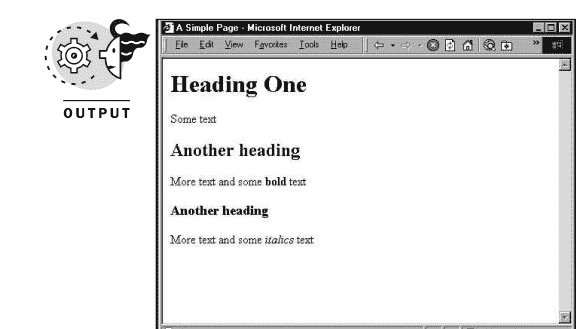 A Simple Page - Microsoft Internet Explorer
File Edit View Favorites Tools Help »
OUTPUT
Heading One
Some text
Another heading
More text and some bold text
Another heading
More text and some italics text